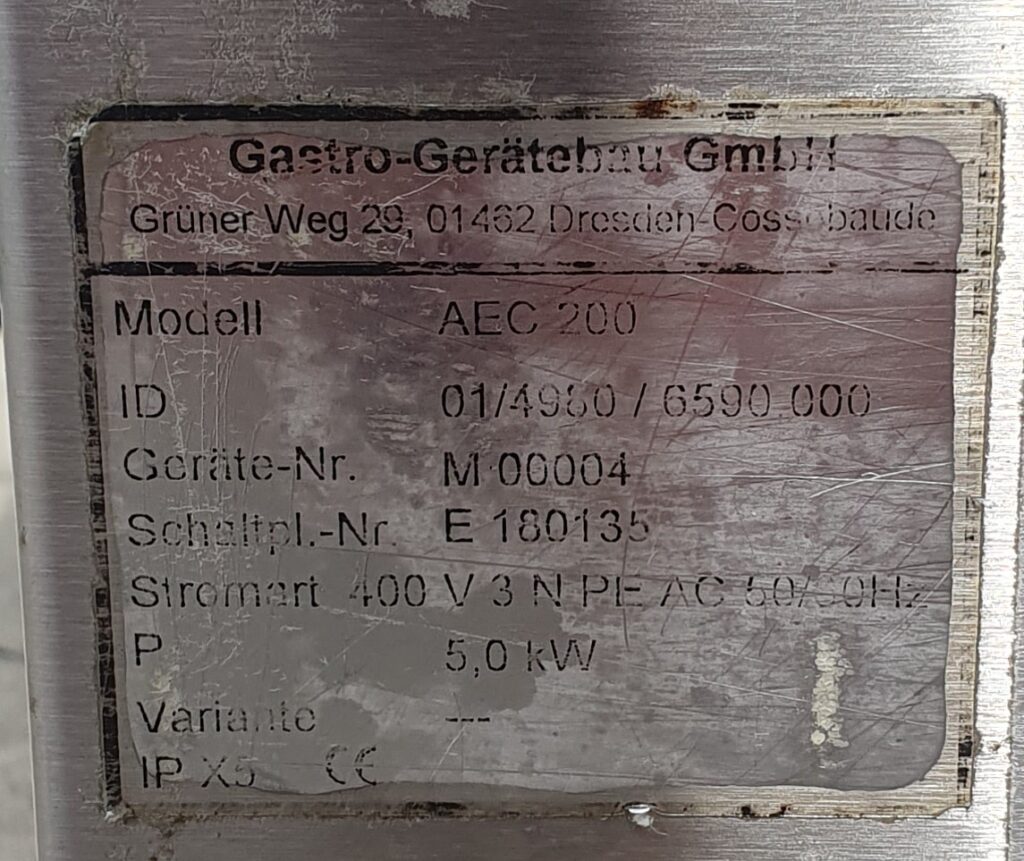 Gastro-Gerätebau GmbH
Grüner Weg 29, 01462 Dresden-Cossebaude
Modell AEC 200
ID 01/4980 / 6590.000
Geräte-Nr. M 00004
Schaltpl.-Nr. E 180135
Stromart 400 V 3 N PE AC 50/60Hz
P 5,0 kW
Variante ---
IP X5 CE